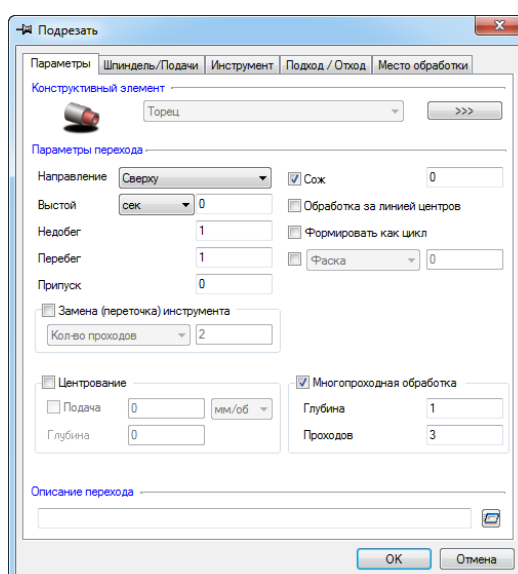 Подрезать
Параметры Шпиндель/Подачи Инструмент Подход / Отход Место обработки
Конструктивный элемент
Торец >>>
Параметры перехода
Направление Сверху Сож 0
Выстой сек 0 Обработка за линией центров
Недобег 1 Формировать как цикл
Перебег 1 Фаска 0
Припуск 0
Замена (переточка) инструмента
Кол-во проходов 2
Центрование Многопроходная обработка
Подача 0 мм/об Глубина 1
Глубина 0 Проходов 3
Описание перехода
OK Отмена